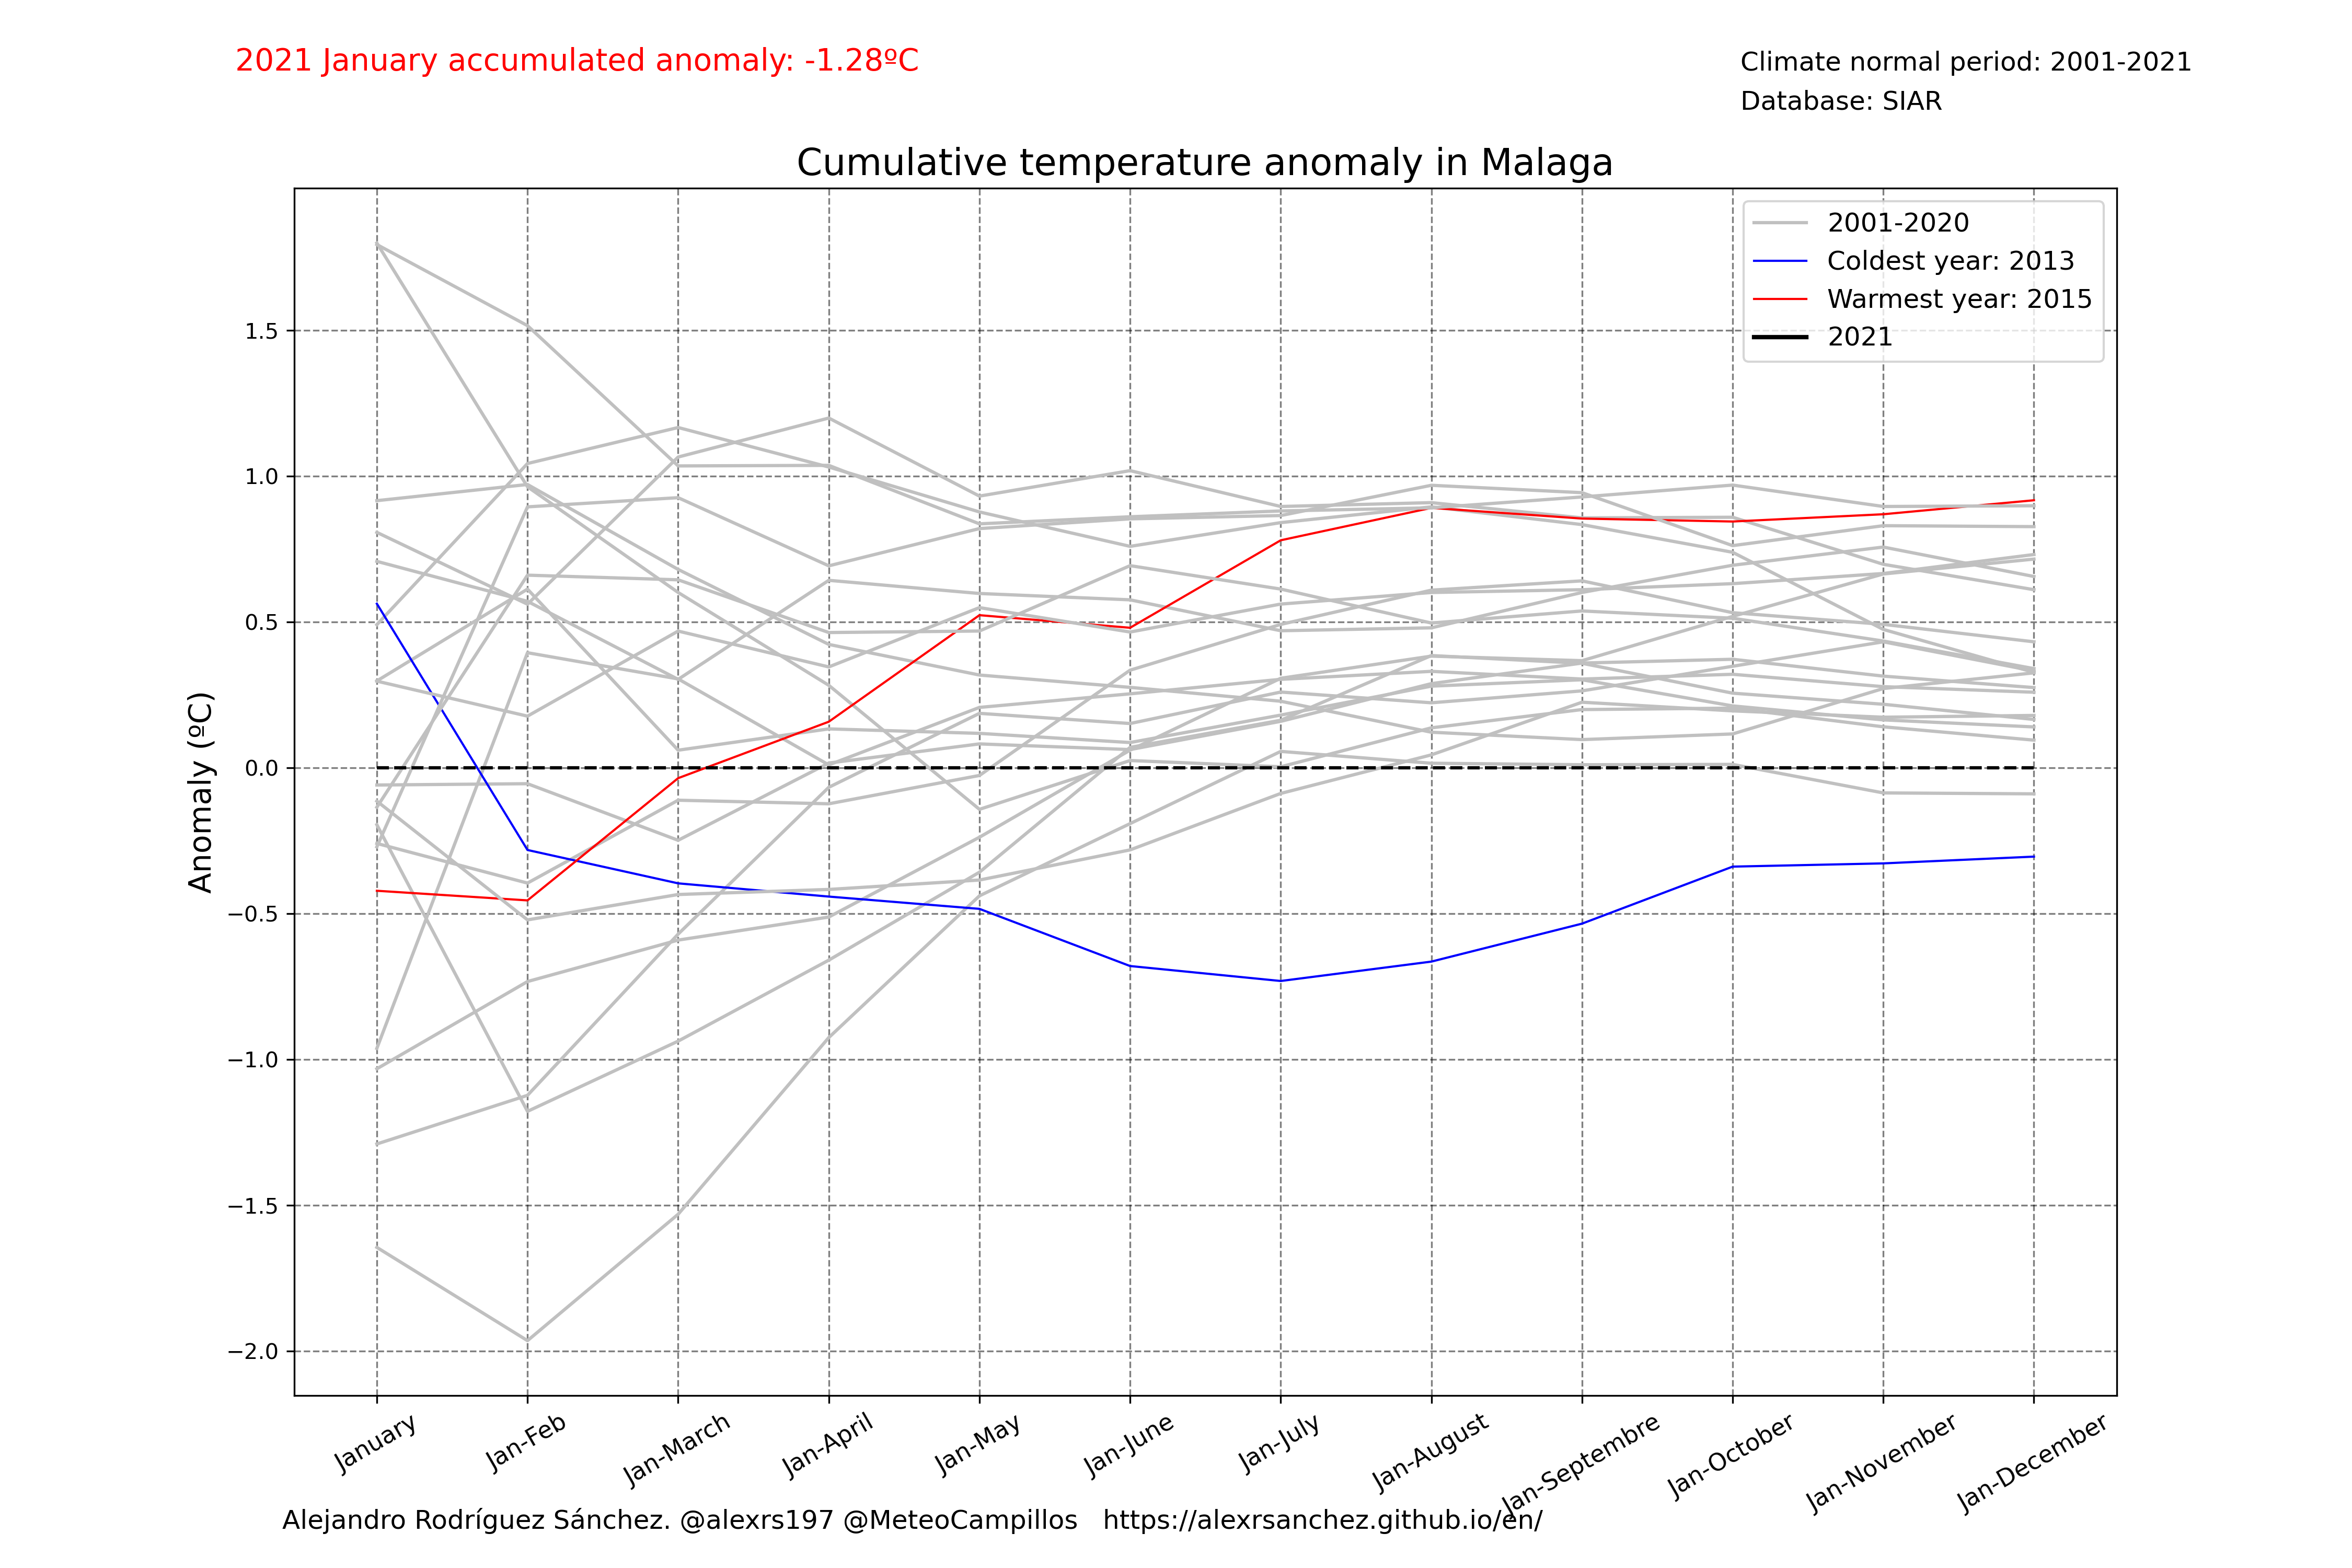 2021 January accumulated anomaly: -1.28ºC
Climate normal period: 2001-2021
Database: SIAR
Cumulative temperature anomaly in Malaga
2001-2020
Coldest year: 2013
Warmest year: 2015
2021
Anomaly (ºC)
1.5
1.0
0.5
0.0
−0.5
−1.0
−1.5
−2.0
January
Jan-Feb
Jan-March
Jan-April
Jan-May
Jan-June
Jan-July
Jan-August
Jan-Septembre
Jan-October
Jan-November
Jan-December
Alejandro Rodríguez Sánchez. @alexrs197 @MeteoCampillos https://alexrsanchez.github.io/en/